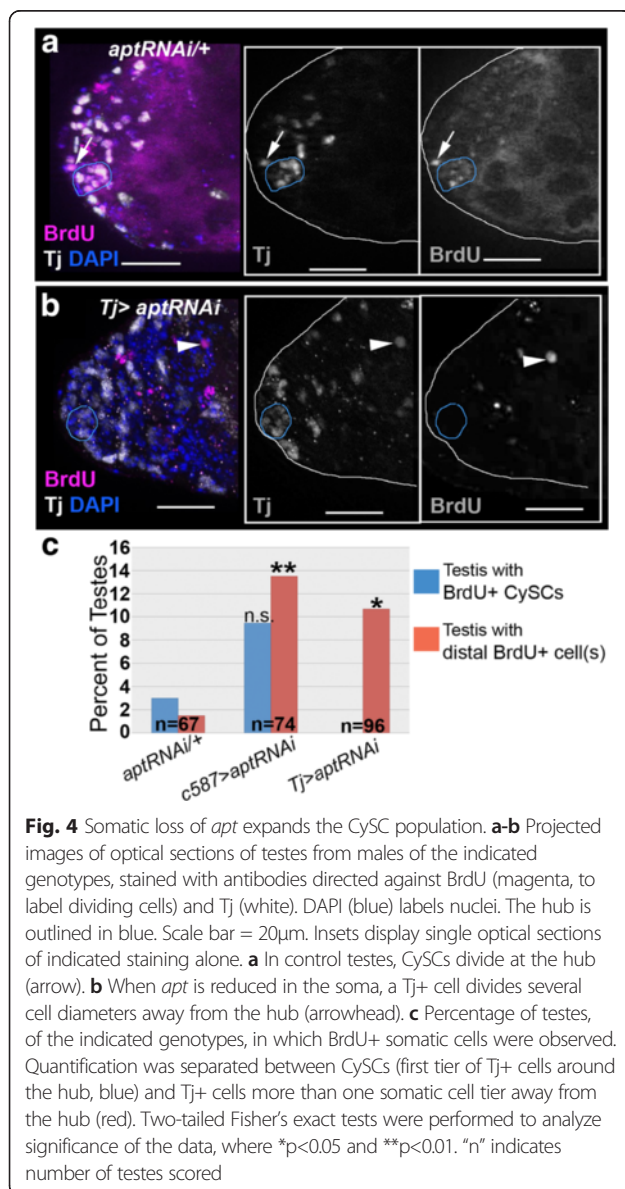 a
aptRNAi/+
BrdU
Tj DAPI
Tj
BrdU
b
Tj> aptRNAi
BrdU
Tj DAPI
Tj
BrdU
c
Percent of Testes
16
14
12
10
8
6
4
2
0
n.s.
**
*
n=67
n=74
n=96
aptRNAi/+
c587>aptRNAi
Tj>aptRNAi
Testis with
BrdU+ CySCs
Testis with
distal BrdU+ cell(s)
Fig. 4 Somatic loss of apt expands the CySC population. a-b Projected
images of optical sections of testes from males of the indicated
genotypes, stained with antibodies directed against BrdU (magenta, to
label dividing cells) and Tj (white). DAPI (blue) labels nuclei. The hub is
outlined in blue. Scale bar = 20μm. Insets display single optical sections
of indicated staining alone. a In control testes, CySCs divide at the hub
(arrow). b When apt is reduced in the soma, a Tj+ cell divides several
cell diameters away from the hub (arrowhead). c Percentage of testes,
of the indicated genotypes, in which BrdU+ somatic cells were observed.
Quantification was separated between CySCs (first tier of Tj+ cells around
the hub, blue) and Tj+ cells more than one somatic cell tier away from
the hub (red). Two-tailed Fisher's exact tests were performed to analyze
significance of the data, where *p<0.05 and **p<0.01. "n" indicates
number of testes scored